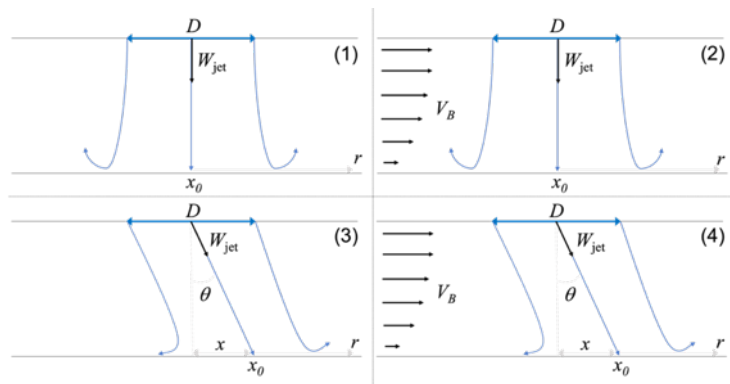 D
W_jet
(1)
r
x_0
D
W_jet
(2)
V_B
r
x_0
D
W_jet
(3)
θ
x
r
x_0
D
W_jet
(4)
V_B
θ
x
r
x_0